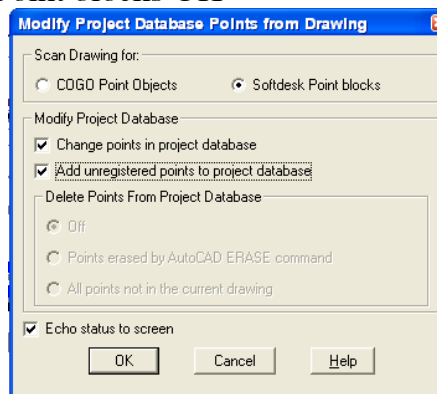 Modify Project Database Points from Drawing
Scan Drawing for:
COGO Point Objects Softdesk Point blocks
Modify Project Database
Change points in project database
Add unregistered points to project database
Delete Points From Project Database
Off
Points erased by AutoCAD ERASE command
All points not in the current drawing
Echo status to screen
OK Cancel Help